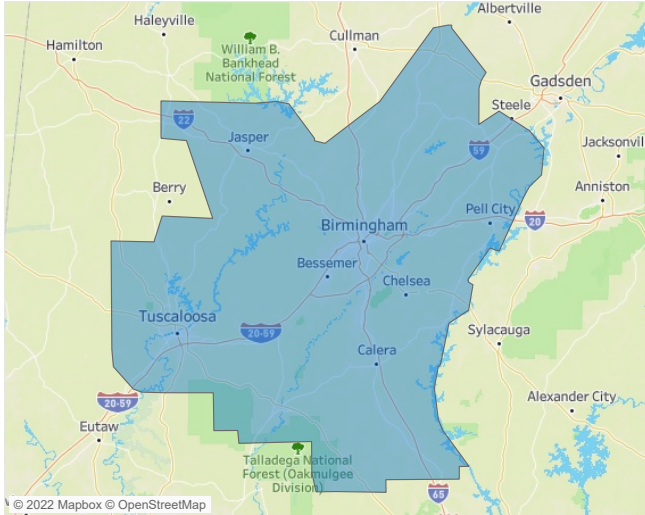 Haleyville
Albertville
Hamilton
Cullman
William B.
Bankhead
National Forest
Gadsden
Steele
22
Jasper
59
Jacksonvil
Berry
Anniston
Pell City
20
Birmingham
Bessemer
Chelsea
Tuscaloosa
20-59
Sylacauga
Calera
20-59
Alexander City
Eutaw
Talladega National
Forest (Oakmulgee
Division)
65
© 2022 Mapbox © OpenStreetMap